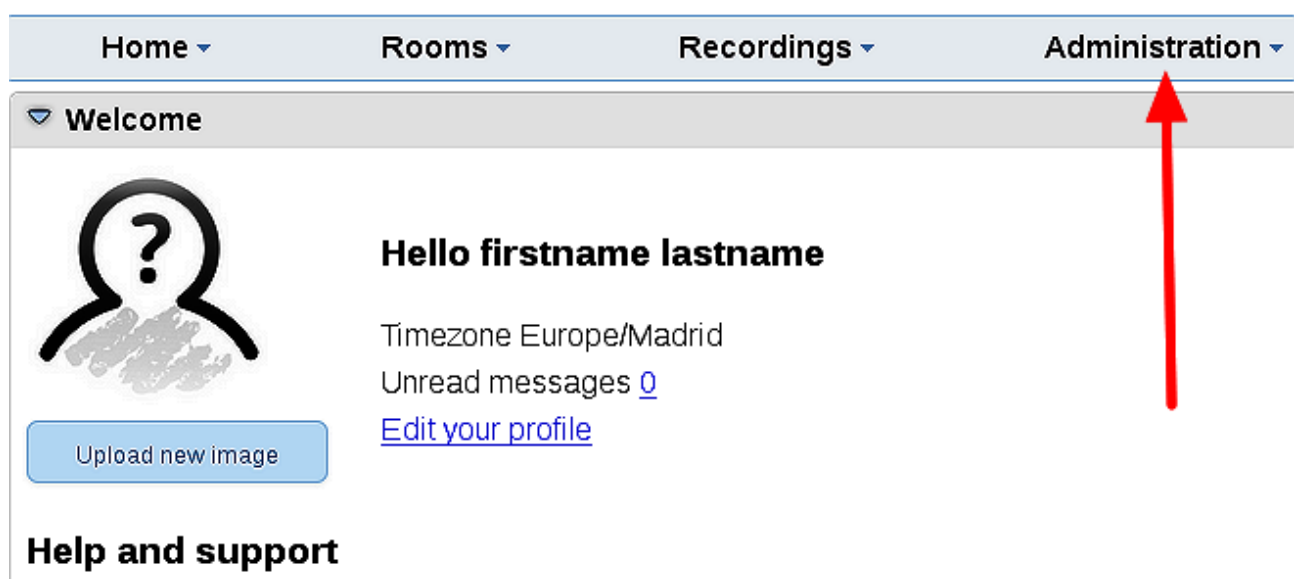 Home Rooms Recordings Administration
Welcome
?
Hello firstname lastname
Timezone Europe/Madrid
Unread messages 0
Edit your profile
Upload new image
Help and support